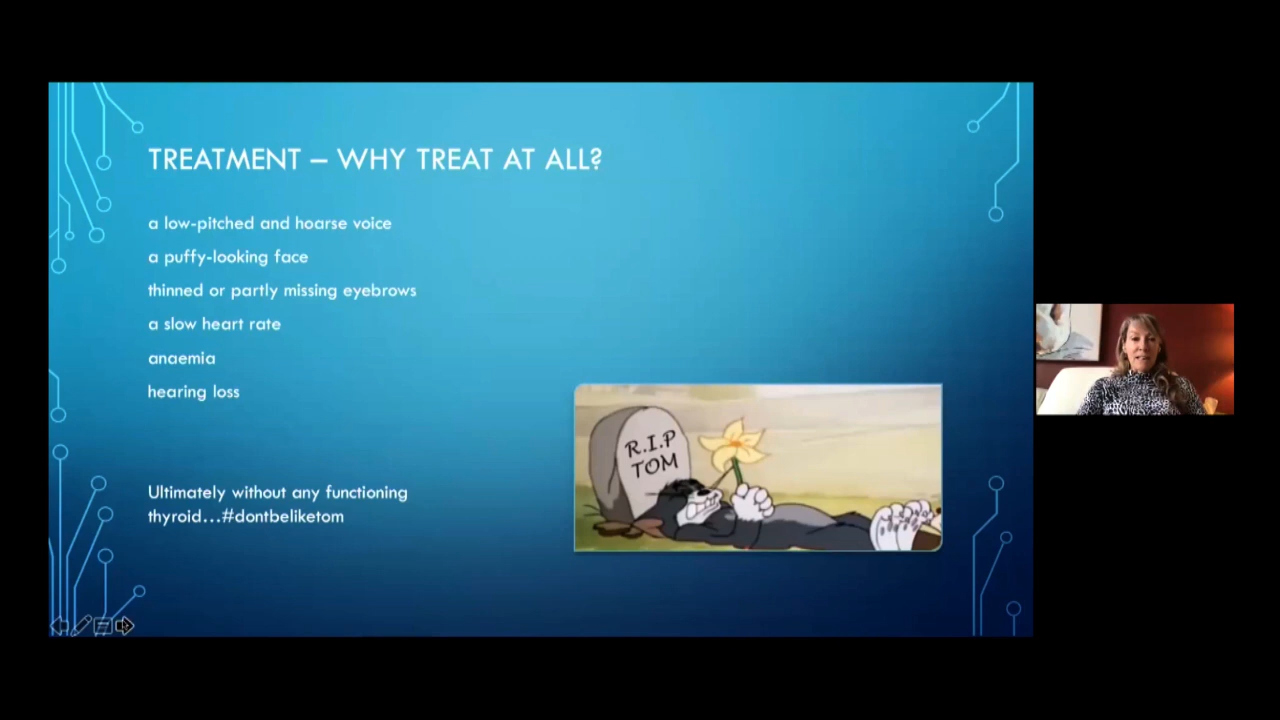 TREATMENT – WHY TREAT AT ALL?
a low-pitched and hoarse voice
a puffy-looking face
thinned or partly missing eyebrows
a slow heart rate
anaemia
hearing loss
R.I.P
TOM
Ultimately without any functioning
thyroid...#dontbeliketom